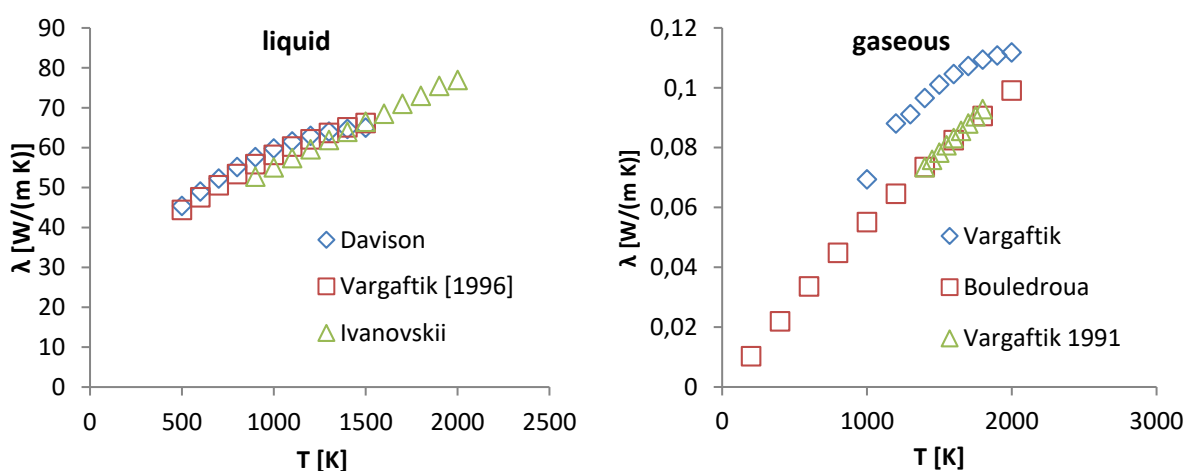 liquid
90
80
70
60
50
40
30
20
10
0
λ [W/(m K)]
0
500
1000
1500
2000
2500
T [K]
Davison
Vargaftik [1996]
Ivanovskii
gaseous
0,12
0,1
0,08
0,06
0,04
0,02
0
λ [W/(m K)]
0
1000
2000
3000
T [K]
Vargaftik
Bouledroua
Vargaftik 1991